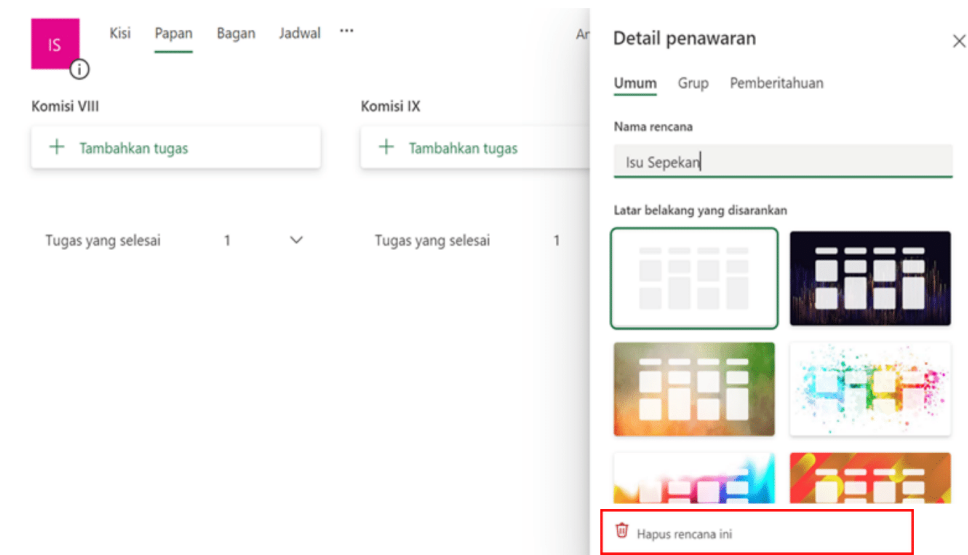 IS
Kisi Papan Bagan Jadwal ...
Komisi VIII
+ Tambahkan tugas
Tugas yang selesai 1
Komisi IX
+ Tambahkan tugas
Tugas yang selesai 1
Detail penawaran
Umum Grup Pemberitahuan
Nama rencana
Isu Sepekan
Latar belakang yang disarankan
Hapus rencana ini